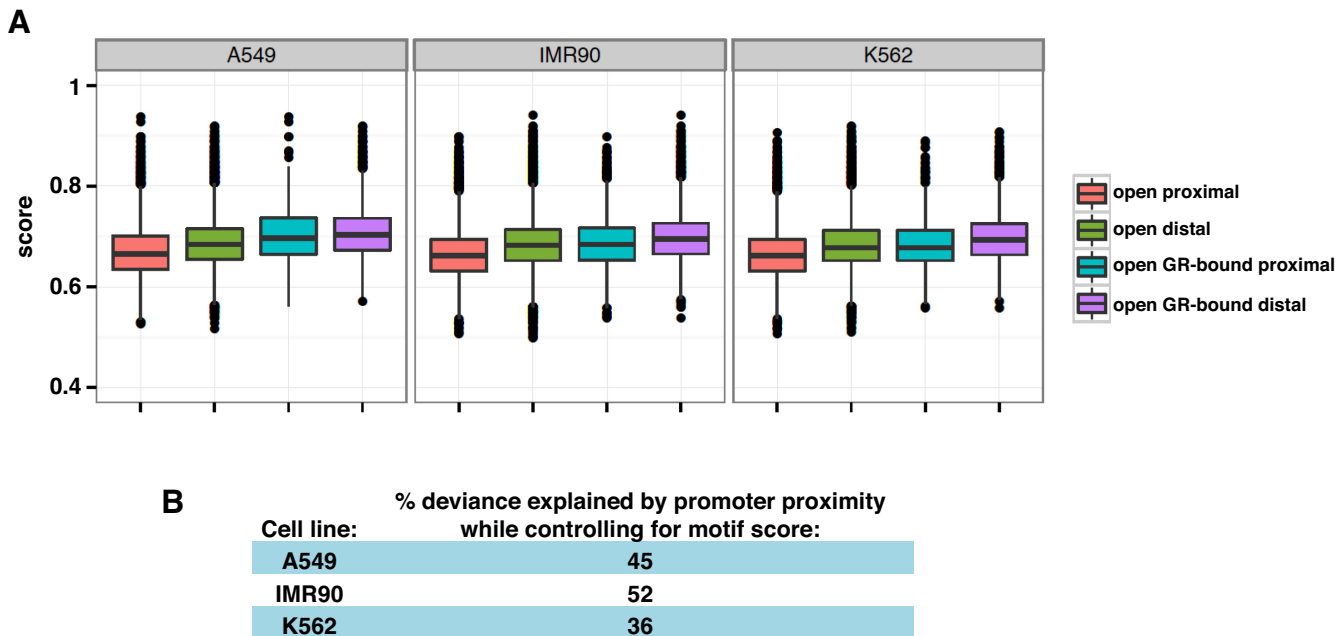 A
A549
IMR90
K562
score
1
0.8
0.6
0.4
open proximal
open distal
open GR-bound proximal
open GR-bound distal
B
% deviance explained by promoter proximity
Cell line: while controlling for motif score:
A549 45
IMR90 52
K562 36